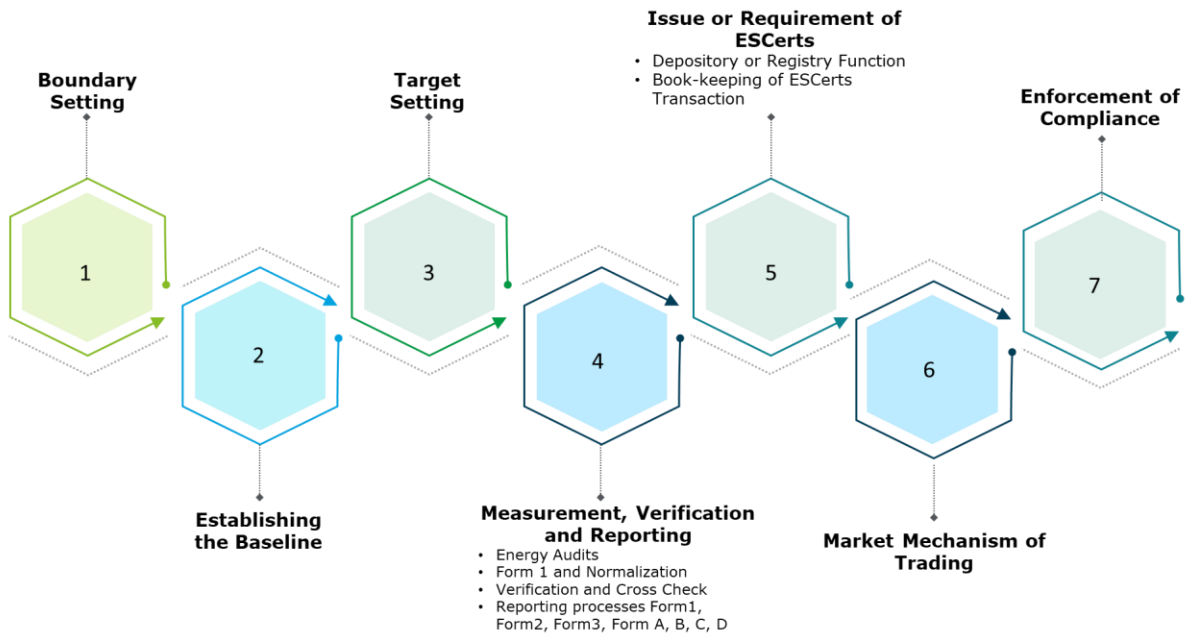 1
Boundary
Setting
2
Establishing
the Baseline
3
Target
Setting
4
Measurement, Verification
and Reporting
• Energy Audits
• Form 1 and Normalization
• Verification and Cross Check
• Reporting processes Form1,
Form2, Form3, Form A, B, C, D
5
Issue or Requirement of
ESCerts
• Depository or Registry Function
• Book-keeping of ESCerts
Transaction
6
Market Mechanism of
Trading
7
Enforcement of
Compliance